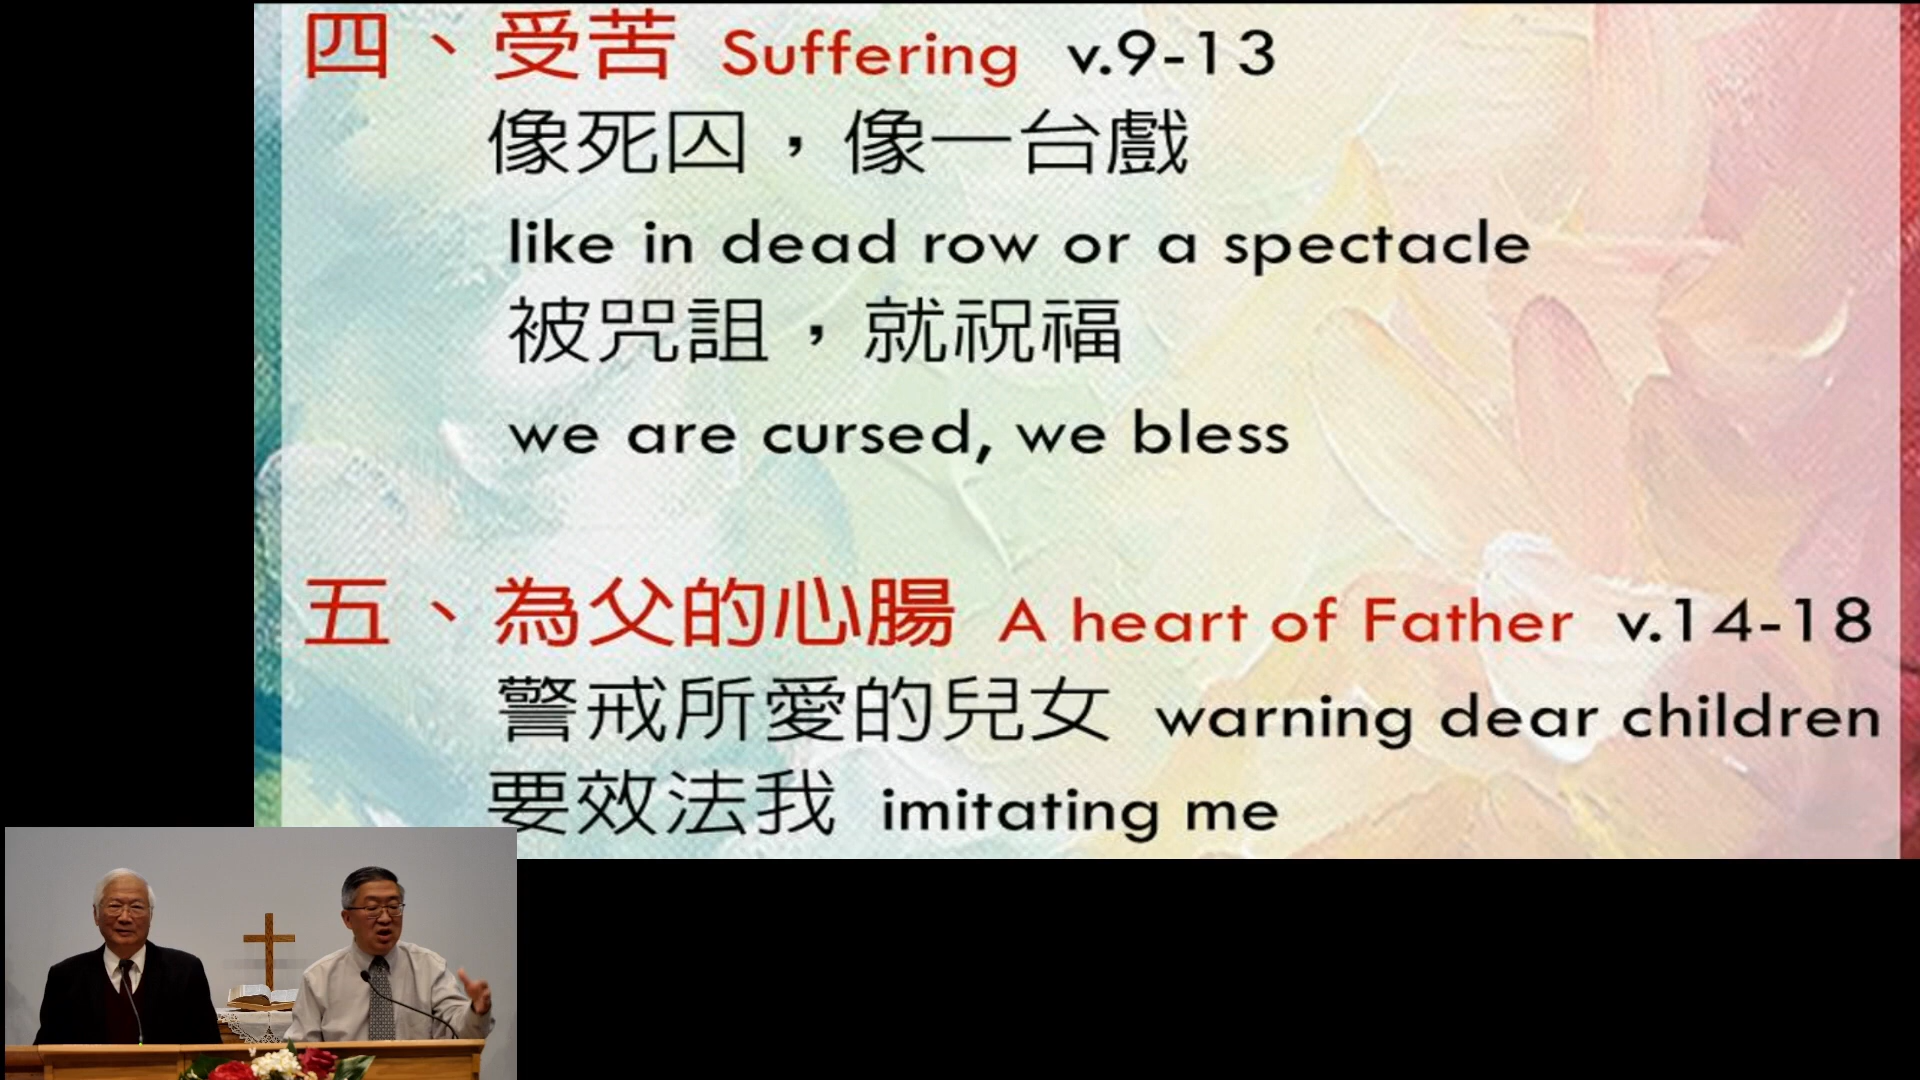 四、受苦 Suffering v.9-13
像死囚，像一台戲
like in dead row or a spectacle
被咒詛，就祝福
we are cursed, we bless
五、為父的心腸 A heart of Father v.14-18
警戒所愛的兒女 warning dear children
要效法我 imitating me